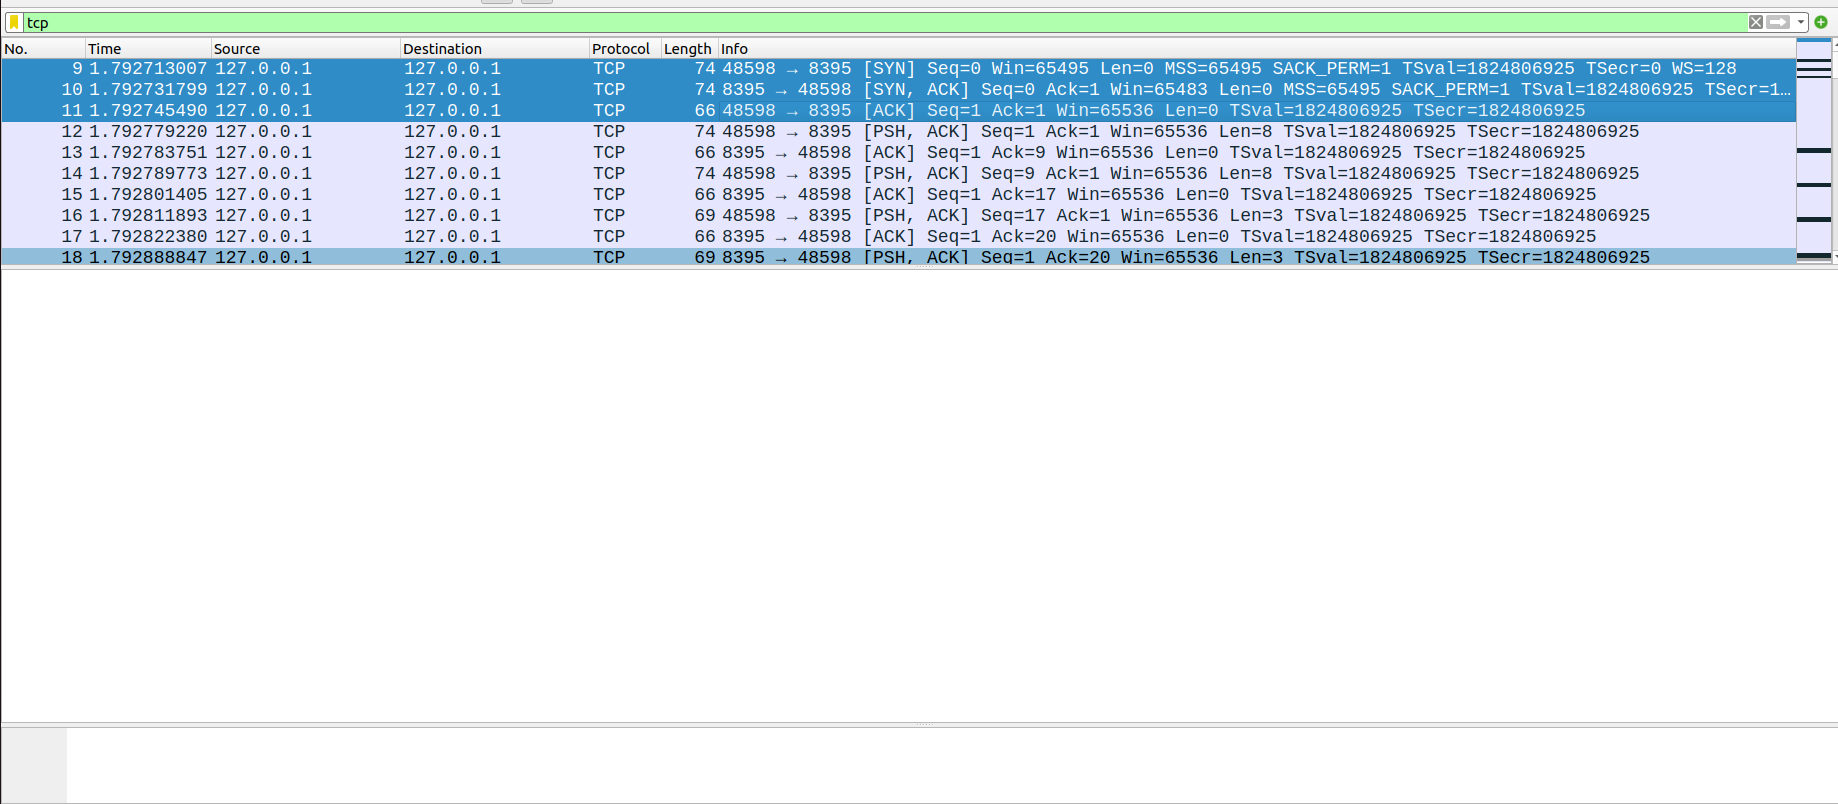 tcp
No. Time Source Destination Protocol Length Info
9 1.792713007 127.0.0.1 127.0.0.1 TCP 74 48598 → 8395 [SYN] Seq=0 Win=65495 Len=0 MSS=65495 SACK_PERM=1 TSval=1824806925 TSecr=0 WS=128
10 1.792731799 127.0.0.1 127.0.0.1 TCP 74 8395 → 48598 [SYN, ACK] Seq=0 Ack=1 Win=65483 Len=0 MSS=65495 SACK_PERM=1 TSval=1824806925 TSecr=1…
11 1.792745490 127.0.0.1 127.0.0.1 TCP 66 48598 → 8395 [ACK] Seq=1 Ack=1 Win=65536 Len=0 TSval=1824806925 TSecr=1824806925
12 1.792779220 127.0.0.1 127.0.0.1 TCP 74 48598 → 8395 [PSH, ACK] Seq=1 Ack=1 Win=65536 Len=8 TSval=1824806925 TSecr=1824806925
13 1.792783751 127.0.0.1 127.0.0.1 TCP 66 8395 → 48598 [ACK] Seq=1 Ack=9 Win=65536 Len=0 TSval=1824806925 TSecr=1824806925
14 1.792789773 127.0.0.1 127.0.0.1 TCP 74 48598 → 8395 [PSH, ACK] Seq=9 Ack=1 Win=65536 Len=8 TSval=1824806925 TSecr=1824806925
15 1.792801405 127.0.0.1 127.0.0.1 TCP 66 8395 → 48598 [ACK] Seq=1 Ack=17 Win=65536 Len=0 TSval=1824806925 TSecr=1824806925
16 1.792811893 127.0.0.1 127.0.0.1 TCP 69 48598 → 8395 [PSH, ACK] Seq=17 Ack=1 Win=65536 Len=3 TSval=1824806925 TSecr=1824806925
17 1.792822380 127.0.0.1 127.0.0.1 TCP 66 8395 → 48598 [ACK] Seq=1 Ack=20 Win=65536 Len=0 TSval=1824806925 TSecr=1824806925
18 1.792888847 127.0.0.1 127.0.0.1 TCP 69 8395 → 48598 [PSH, ACK] Seq=1 Ack=20 Win=65536 Len=3 TSval=1824806925 TSecr=1824806925